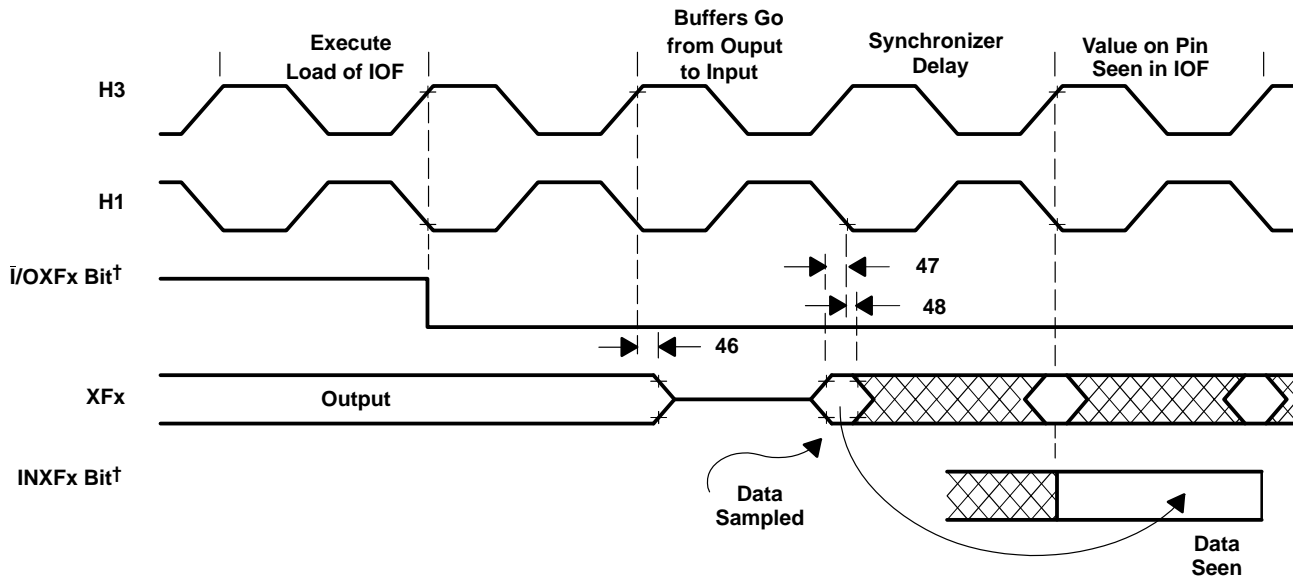 Execute
Load of IOF
Buffers Go
from Ouput
to Input
Synchronizer
Delay
Value on Pin
Seen in IOF
H3
H1
Ī/OXFx Bit†
47
48
46
XFx
Output
INXFx Bit†
Data
Sampled
Data
Seen